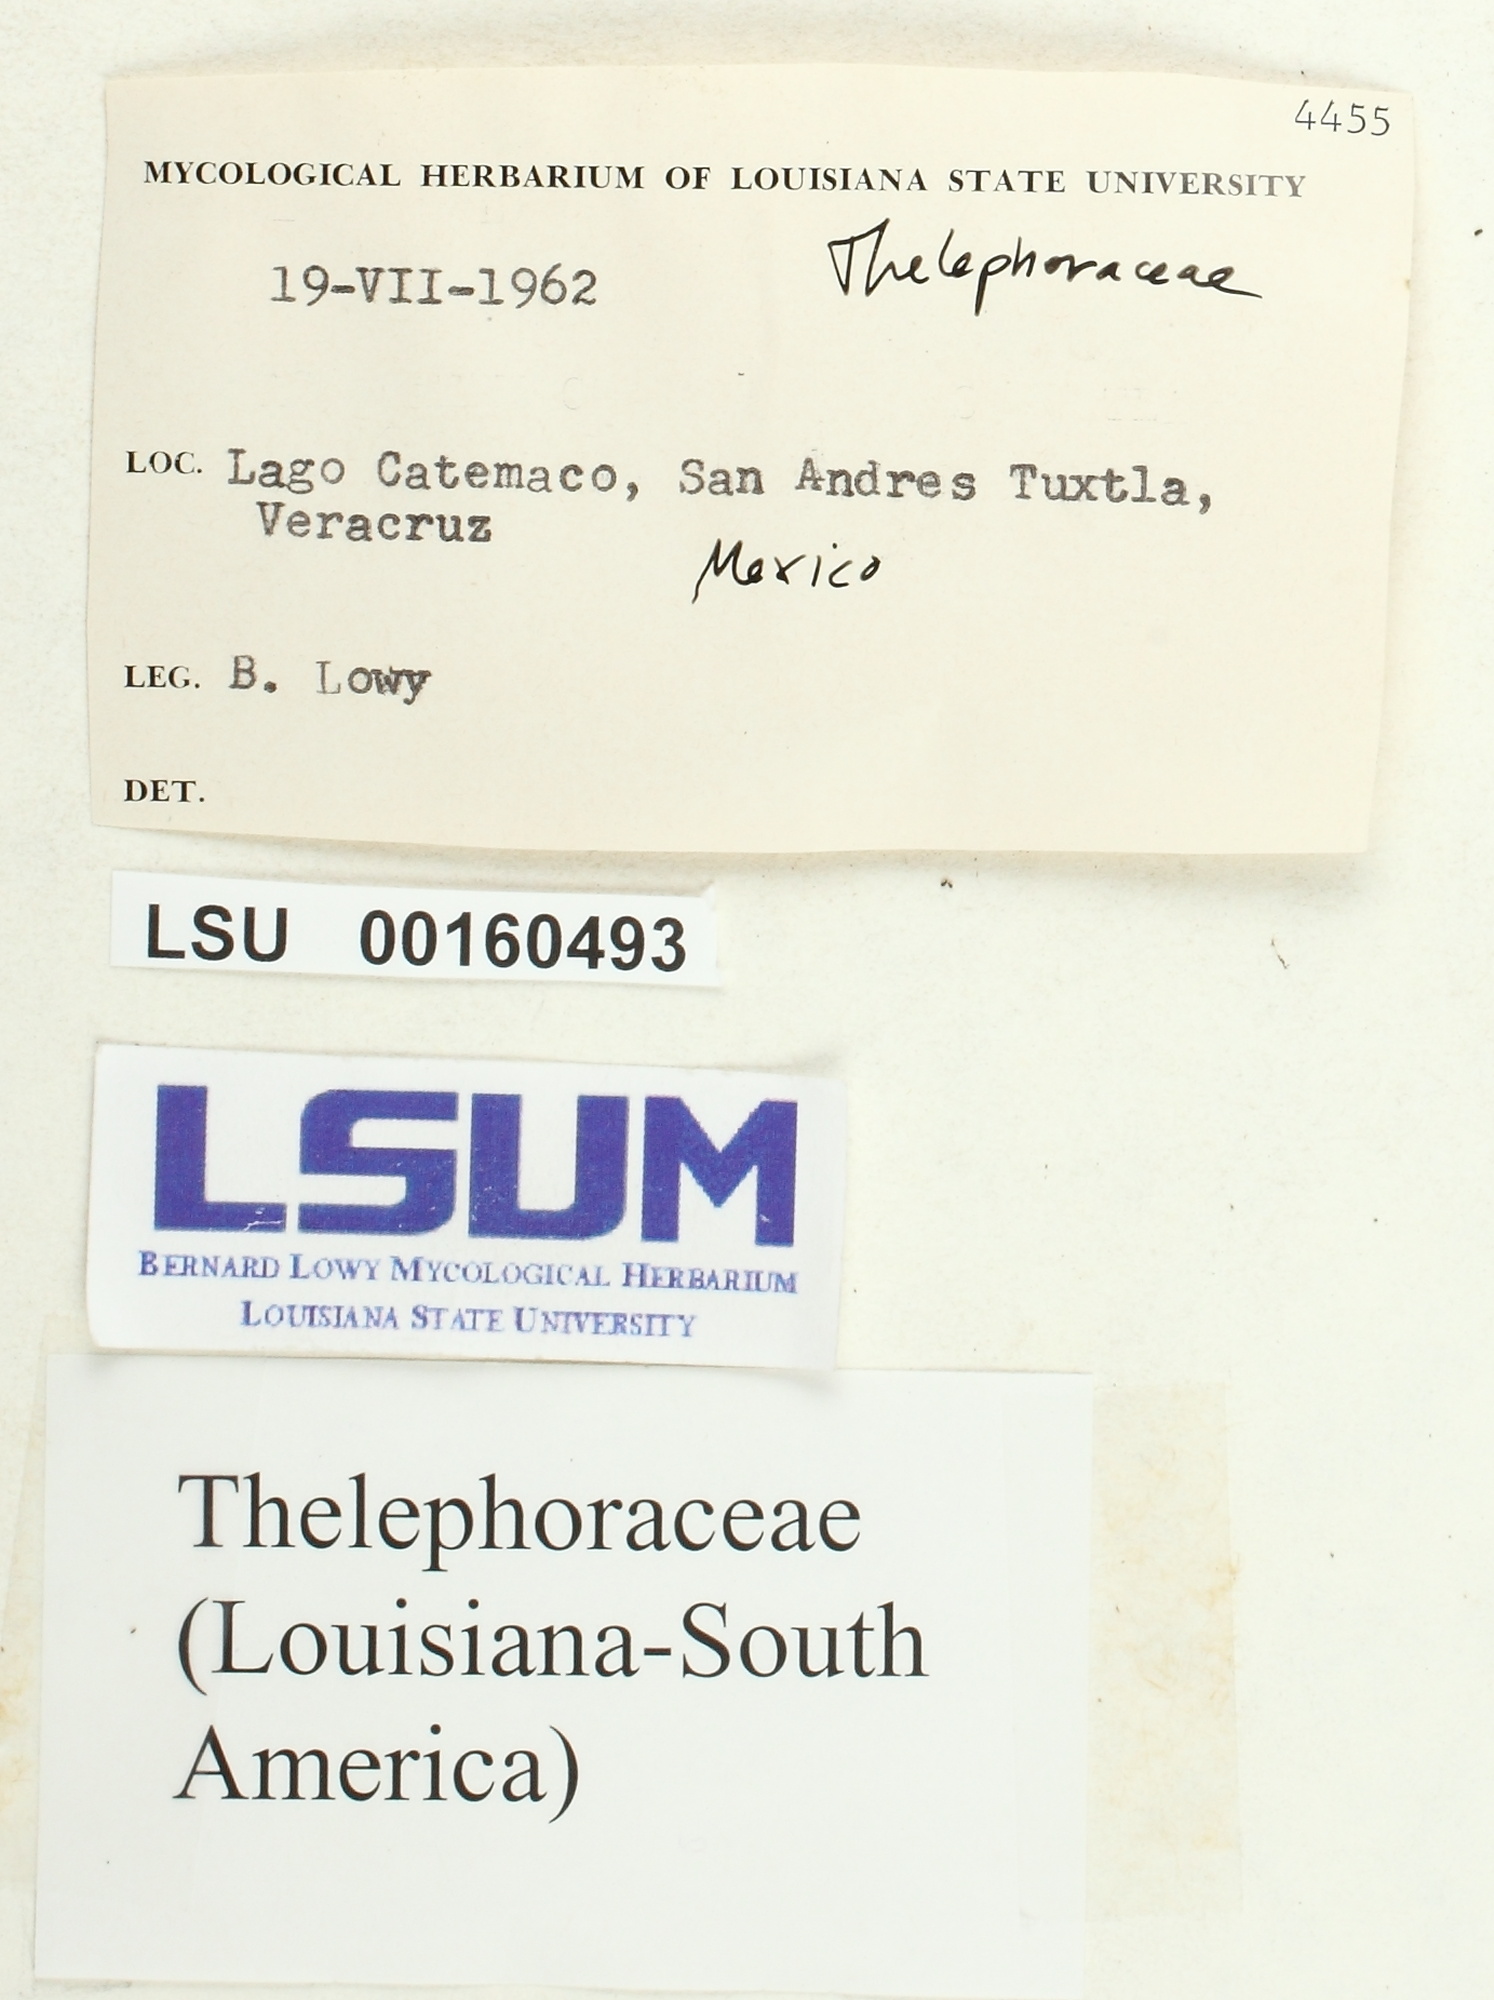 4455
MYCOLOGICAL HERBARIUM OF LOUISIANA STATE UNIVERSITY
19-VII-1962 Thelephoraceae
LOC. Lago Catemaco, San Andres Tuxtla,
Veracruz
Mexico
LEG. B. Lowy
DET.
LSU 00160493
LSUM
BERNARD LOWY MYCOLOGICAL HERBARIUM
LOUISIANA STATE UNIVERSITY
Thelephoraceae
(Louisiana-South
America)